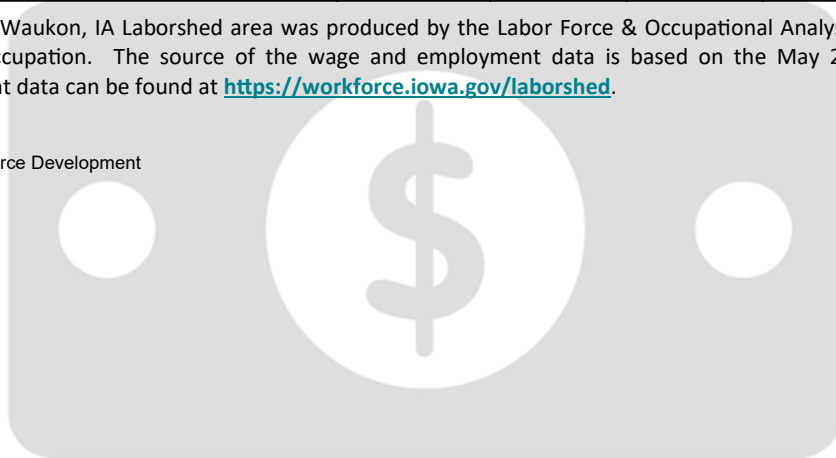 Waukon, IA Laborshed area was produced by the Labor Force & Occupational Analys
cupation. The source of the wage and employment data is based on the May 2
nt data can be found at https://workforce.iowa.gov/laborshed.
rce Development
$